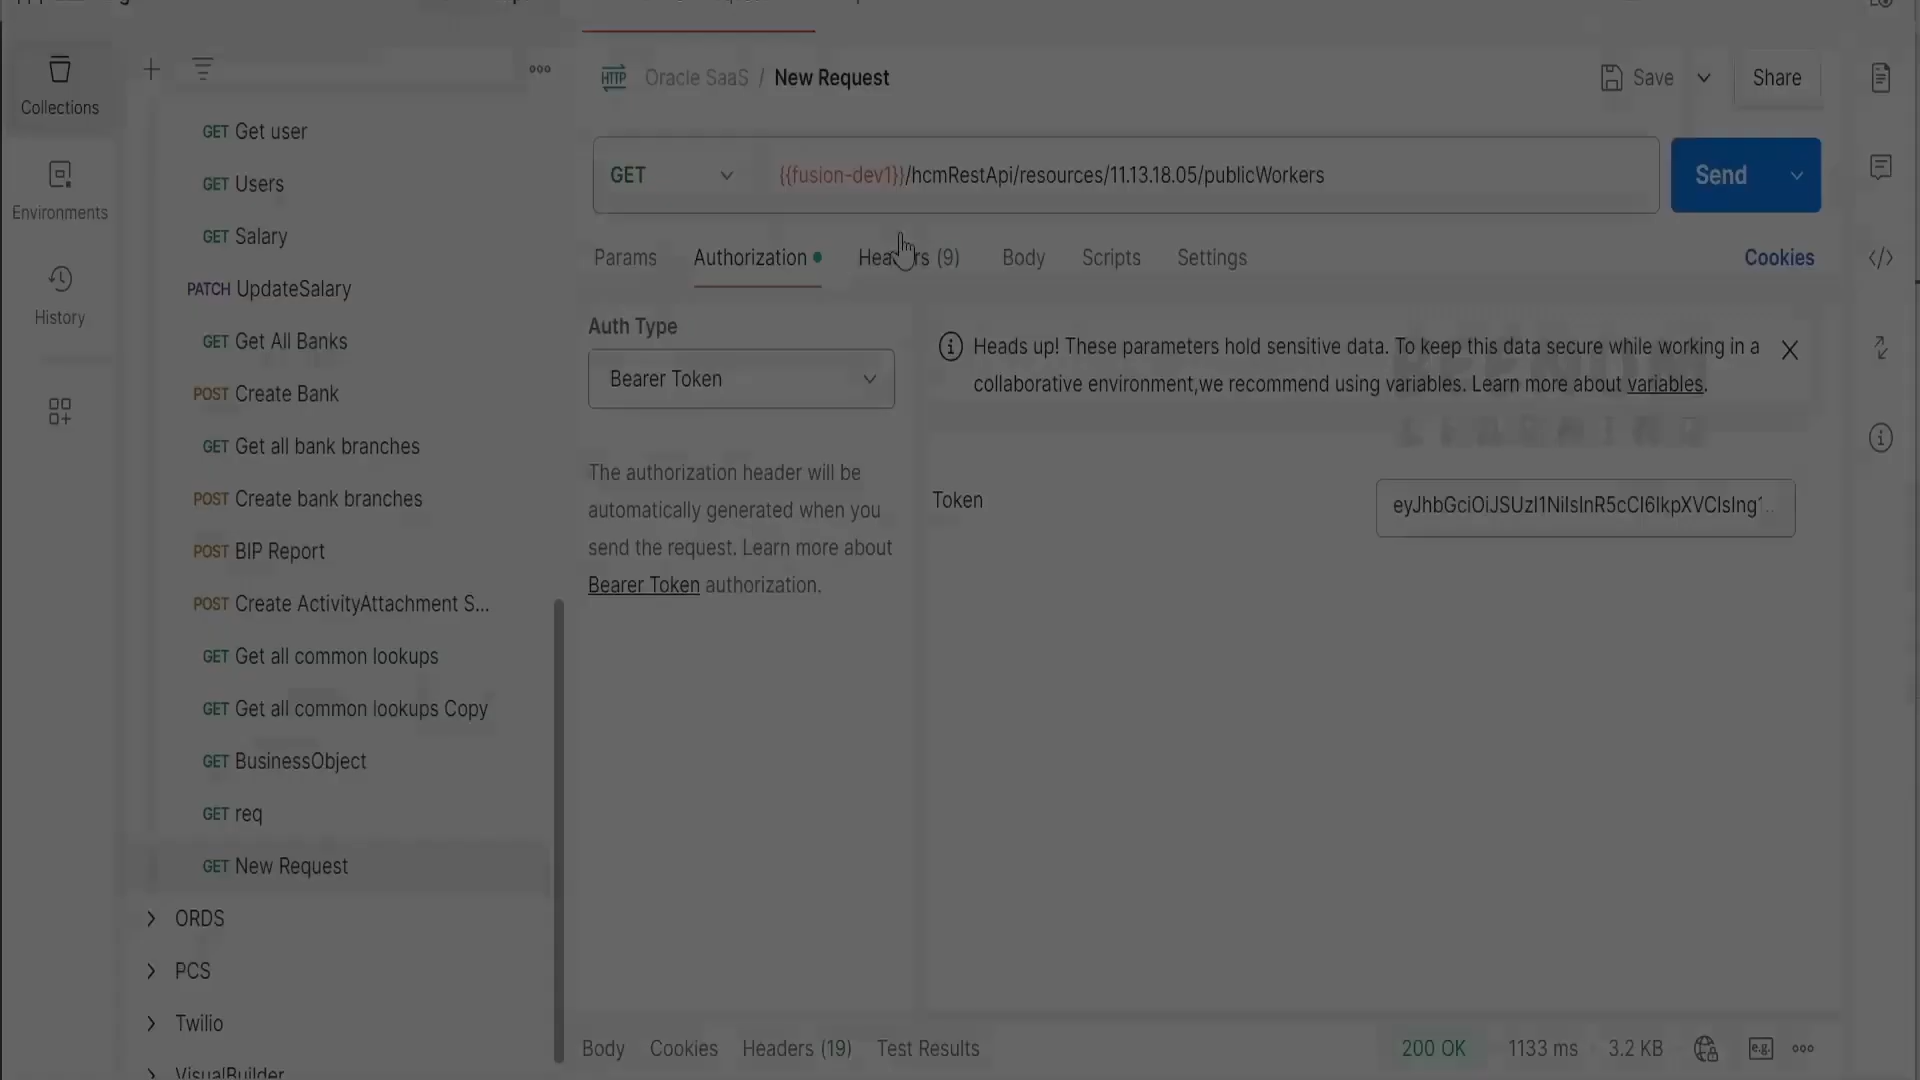 Collections
Environments
History
GET Get user
GET Users
GET Salary
PATCH UpdateSalary
GET Get All Banks
POST Create Bank
GET Get all bank branches
POST Create bank branches
POST BIP Report
POST Create ActivityAttachment S...
GET Get all common lookups
GET Get all common lookups Copy
GET BusinessObject
GET req
GET New Request
ORDS
PCS
Twilio
VisualBuilder
HTTP Oracle SaaS / New Request
Save
Share
GET {{fusion-dev1}}/hcmRestApi/resources/11.13.18.05/publicWorkers
Send
Params Authorization Headers (9) Body Scripts Settings
Cookies
Auth Type
Bearer Token
The authorization header will be
automatically generated when you
send the request. Learn more about
Bearer Token authorization.
Heads up! These parameters hold sensitive data. To keep this data secure while working in a
collaborative environment,we recommend using variables. Learn more about variables.
Token
Body Cookies Headers (19) Test Results
200 OK 1133 ms 3.2 KB
e.g.